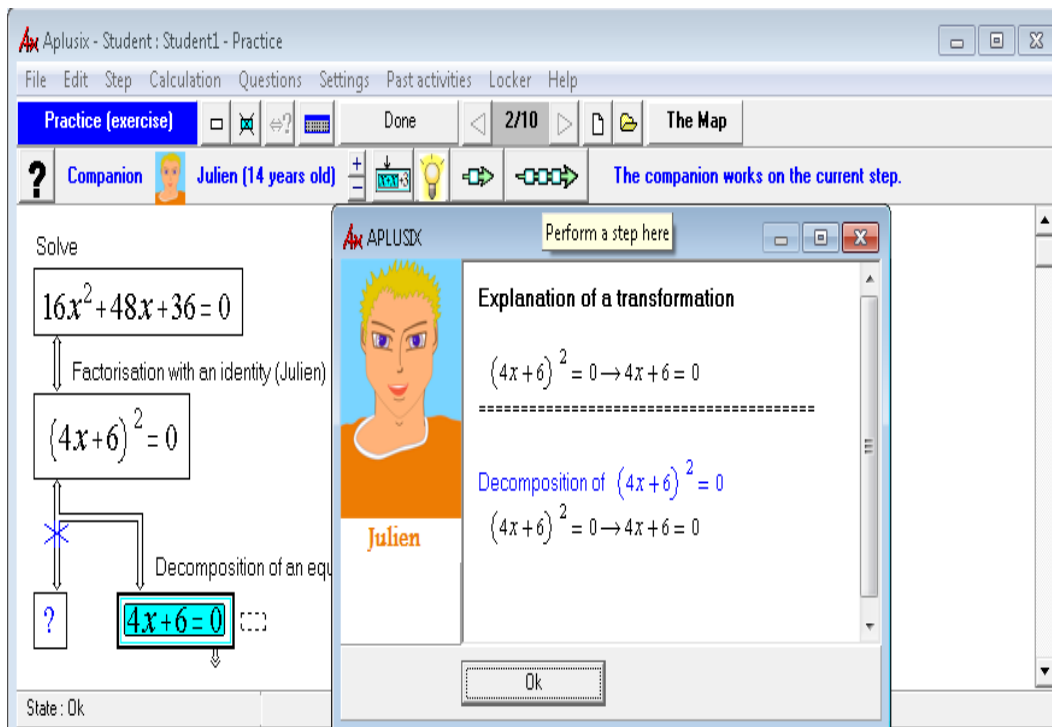 Aplusix - Student : Student1 - Practice
File Edit Step Calculation Questions Settings Past activities Locker Help
Practice (exercise) ⇔? Done 2/10 The Map
? Companion Julien (14 years old) + − The companion works on the current step.
Solve
16x²+48x+36=0
Factorisation with an identity (Julien)
(4x+6)²=0
Decomposition of an equ
?
4x+6=0
State : Ok
APLUSIX
Perform a step here
Julien
Explanation of a transformation
(4x+6)²=0→4x+6=0
========================================
Decomposition of (4x+6)²=0
(4x+6)²=0→4x+6=0
Ok